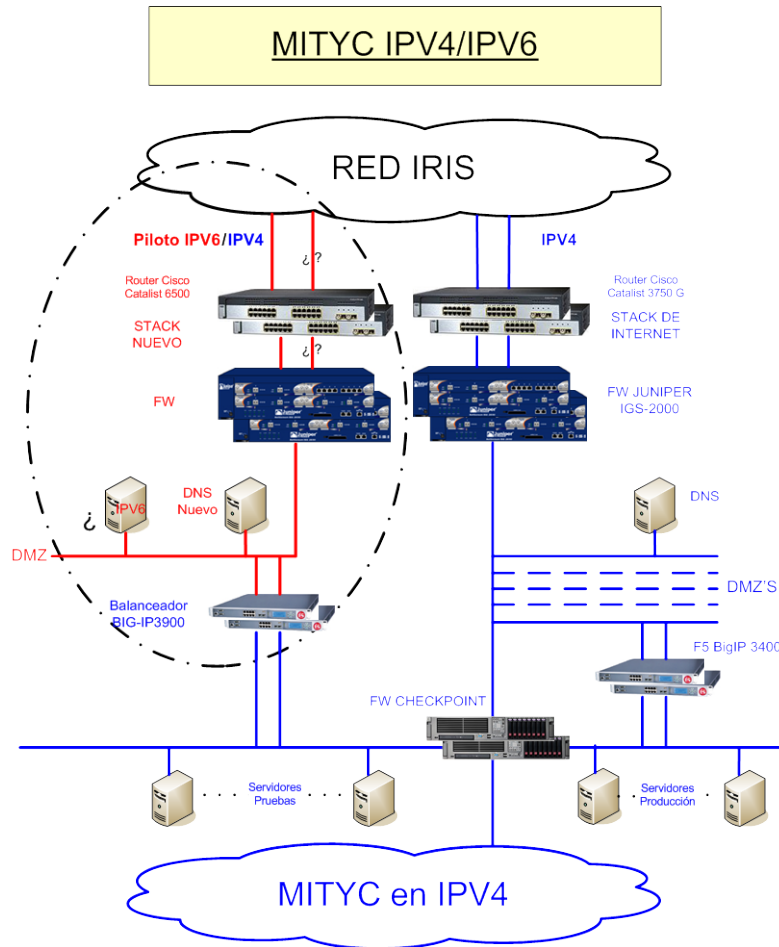 MITYC IPV4/IPV6
RED IRIS
Piloto IPV6/IPV4
IPV4
¿ ?
Router Cisco
Catalist 6500
Router Cisco
Catalist 3750 G
STACK
NUEVO
STACK DE
INTERNET
¿ ?
FW
FW JUNIPER
IGS-2000
¿
IPV6
DNS
Nuevo
DNS
DMZ
DMZ'S
Balanceador
BIG-IP3900
F5 BigIP 3400
FW CHECKPOINT
Servidores
Pruebas
Servidores
Producción
MITYC en IPV4